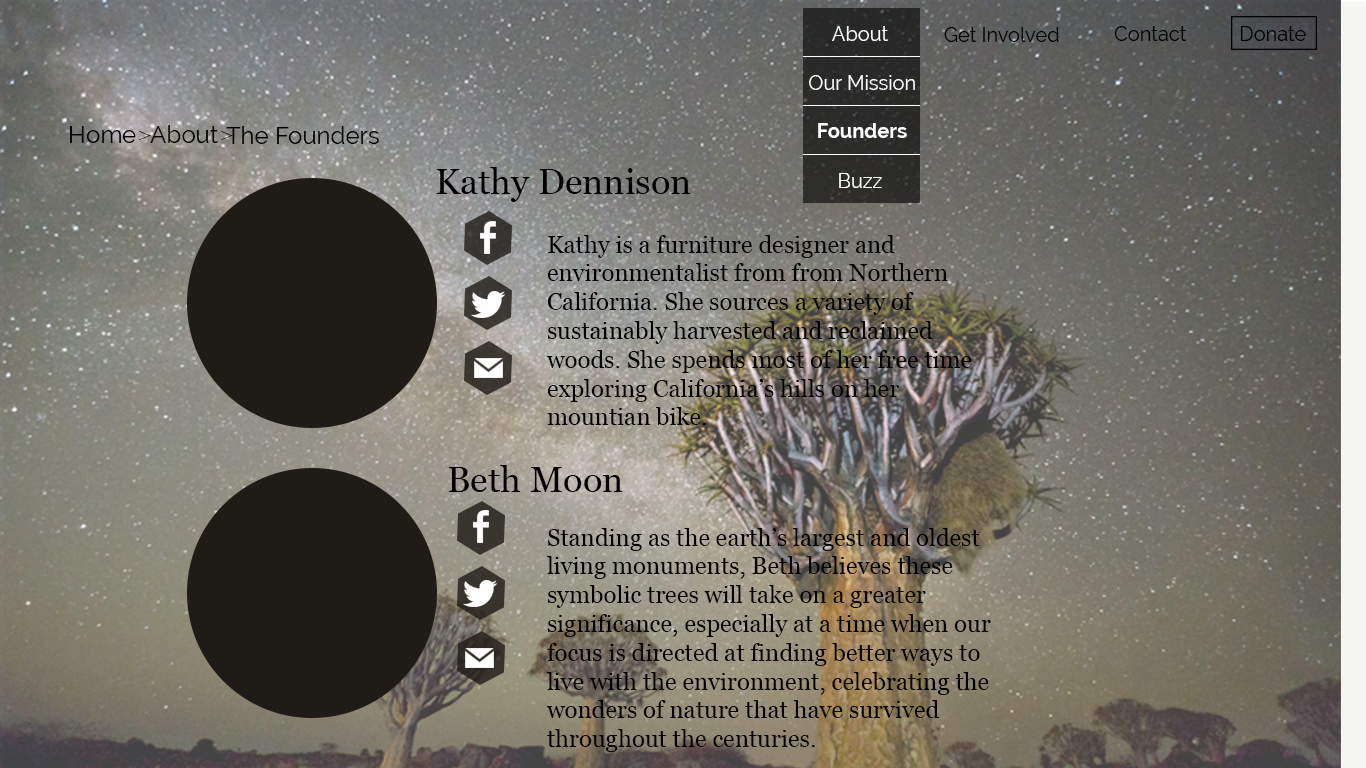 About
Get Involved
Contact
Donate
Our Mission
Founders
Buzz
Home > About > The Founders
Kathy Dennison
Kathy is a furniture designer and
environmentalist from from Northern
California. She sources a variety of
sustainably harvested and reclaimed
woods. She spends most of her free time
exploring California's hills on her
mountian bike.
Beth Moon
Standing as the earth's largest and oldest
living monuments, Beth believes these
symbolic trees will take on a greater
significance, especially at a time when our
focus is directed at finding better ways to
live with the environment, celebrating the
wonders of nature that have survived
throughout the centuries.